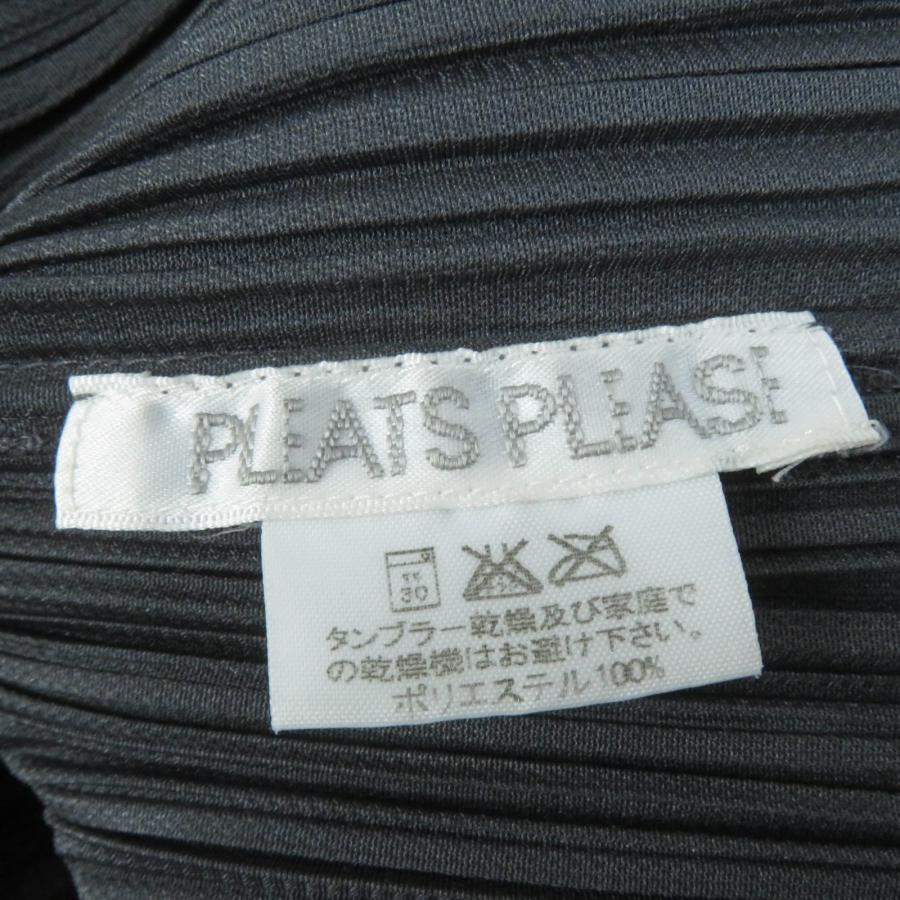 PLEATS PLEASE
30
タンブラー乾燥及び家庭で
の乾燥機はお避け下さい。
ポリエステル100%